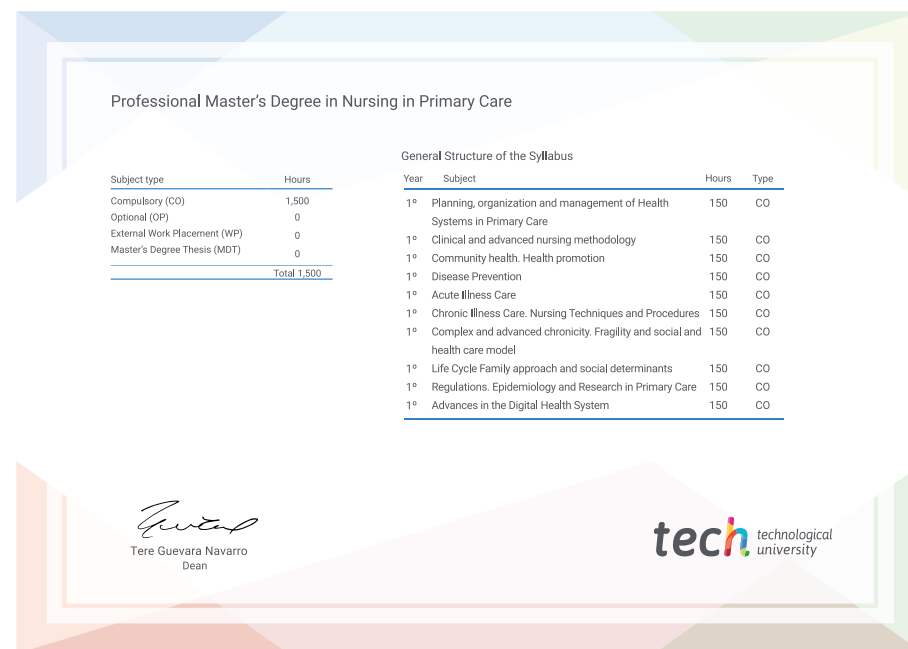 Professional Master's Degree in Nursing in Primary Care
Subject type Hours
Compulsory (CO) 1,500
Optional (OP) 0
External Work Placement (WP) 0
Master's Degree Thesis (MDT) 0
Total 1,500
General Structure of the Syllabus
Year Subject Hours Type
1º Planning, organization and management of Health 150 CO
Systems in Primary Care
1º Clinical and advanced nursing methodology 150 CO
1º Community health. Health promotion 150 CO
1º Disease Prevention 150 CO
1º Acute Illness Care 150 CO
1º Chronic Illness Care. Nursing Techniques and Procedures 150 CO
1º Complex and advanced chronicity. Fragility and social and 150 CO
health care model
1º Life Cycle Family approach and social determinants 150 CO
1º Regulations. Epidemiology and Research in Primary Care 150 CO
1º Advances in the Digital Health System 150 CO
Tere Guevara Navarro
Dean
tech technological
university